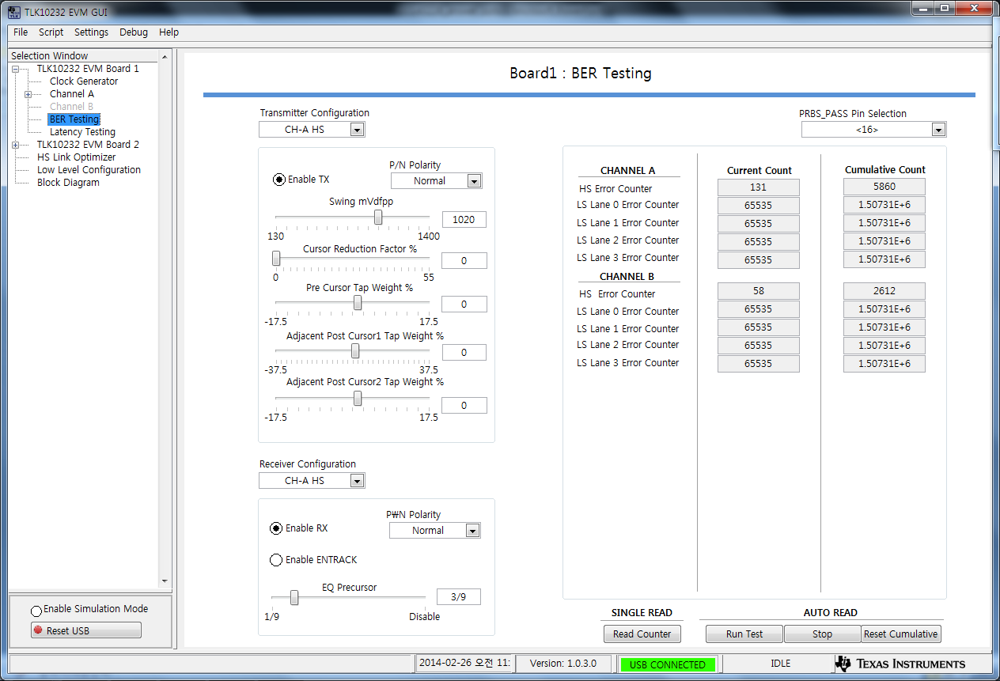 TLK10232 EVM GUI
File Script Settings Debug Help
Selection Window
TLK10232 EVM Board 1
Clock Generator
Channel A
Channel B
BER Testing
Latency Testing
TLK10232 EVM Board 2
HS Link Optimizer
Low Level Configuration
Block Diagram
Enable Simulation Mode
Reset USB
Board1 : BER Testing
Transmitter Configuration
CH-A HS
Enable TX
P/N Polarity
Normal
Swing mVdfpp
1020
130 1400
Cursor Reduction Factor %
0
0 55
Pre Cursor Tap Weight %
0
-17.5 17.5
Adjacent Post Cursor1 Tap Weight %
0
-37.5 37.5
Adjacent Post Cursor2 Tap Weight %
0
-17.5 17.5
Receiver Configuration
CH-A HS
Enable RX
P₩N Polarity
Normal
Enable ENTRACK
EQ Precursor
3/9
1/9 Disable
PRBS_PASS Pin Selection
<16>
CHANNEL A Current Count Cumulative Count
HS Error Counter 131 5860
LS Lane 0 Error Counter 65535 1.50731E+6
LS Lane 1 Error Counter 65535 1.50731E+6
LS Lane 2 Error Counter 65535 1.50731E+6
LS Lane 3 Error Counter 65535 1.50731E+6
CHANNEL B
HS Error Counter 58 2612
LS Lane 0 Error Counter 65535 1.50731E+6
LS Lane 1 Error Counter 65535 1.50731E+6
LS Lane 2 Error Counter 65535 1.50731E+6
LS Lane 3 Error Counter 65535 1.50731E+6
SINGLE READ AUTO READ
Read Counter Run Test Stop Reset Cumulative
2014-02-26 오전 11: Version: 1.0.3.0 USB CONNECTED IDLE TEXAS INSTRUMENTS